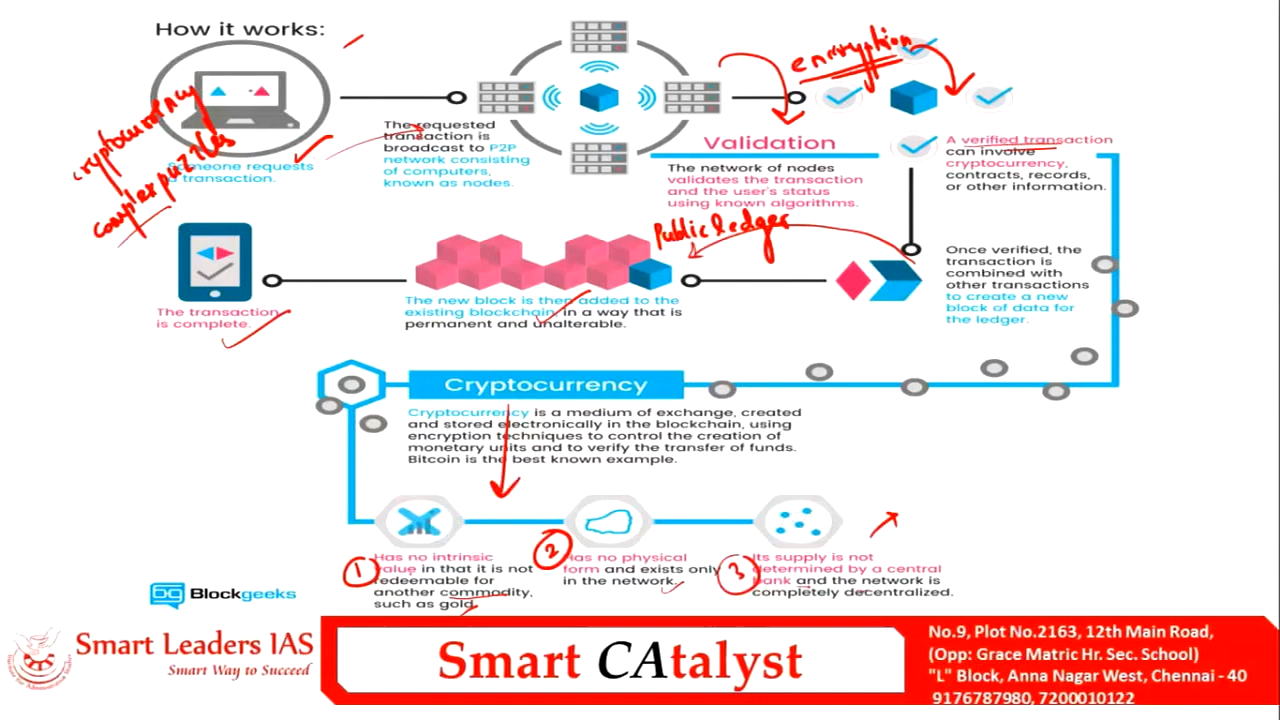 How it works:
cryptocurrency
complex puzzles
Someone requests
a transaction.
The requested
transaction is
broadcast to P2P
network consisting
of computers,
known as nodes.
encryption
Validation
The network of nodes
validates the transaction
and the user's status
using known algorithms.
A verified transaction
can involve
cryptocurrency,
contracts, records,
or other information.
Once verified, the
transaction is
combined with
other transactions
to create a new
block of data for
the ledger.
Public ledger
The new block is then added to the
existing blockchain, in a way that is
permanent and unalterable.
The transaction
is complete.
Cryptocurrency
Cryptocurrency is a medium of exchange, created
and stored electronically in the blockchain, using
encryption techniques to control the creation of
monetary units and to verify the transfer of funds.
Bitcoin is the best known example.
1
Has no intrinsic
value in that it is not
redeemable for
another commodity,
such as gold.
2
Has no physical
form and exists only
in the network.
3
Its supply is not
determined by a central
bank and the network is
completely decentralized.
Blockgeeks
Smart Leaders IAS
Smart Way to Succeed
Smart CAtalyst
No.9, Plot No.2163, 12th Main Road,
(Opp: Grace Matric Hr. Sec. School)
"L" Block, Anna Nagar West, Chennai - 40
9176787980, 7200010122